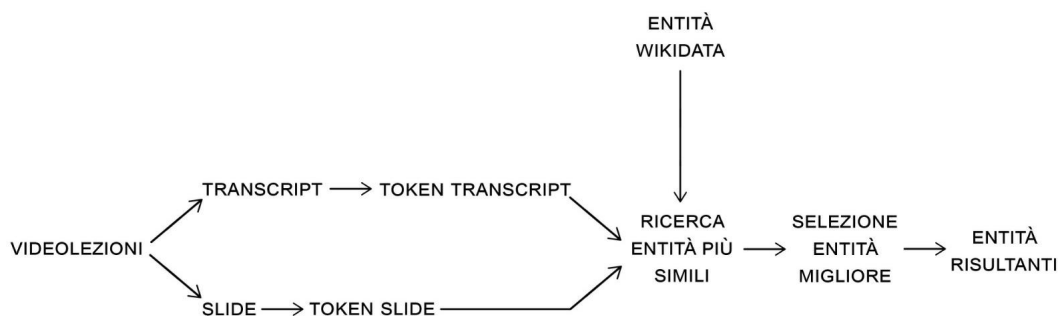 ENTITÀ
WIKIDATA
TRANSCRIPT
TOKEN TRANSCRIPT
VIDEOLEZIONI
RICERCA
ENTITÀ PIÙ
SIMILI
SELEZIONE
ENTITÀ
MIGLIORE
ENTITÀ
RISULTANTI
SLIDE
TOKEN SLIDE